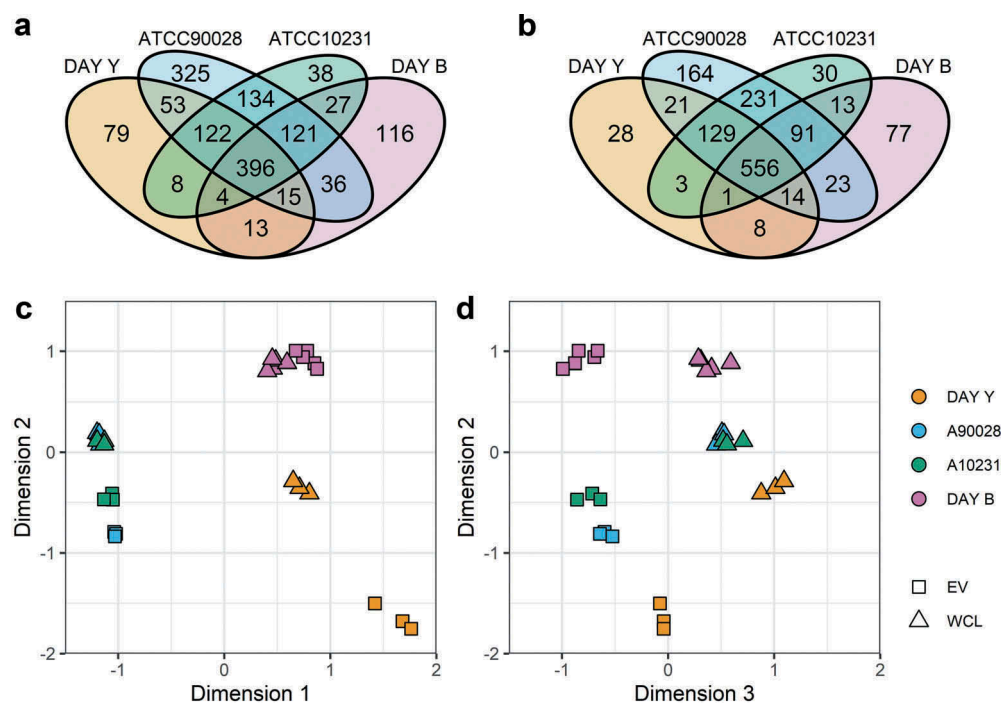 a
ATCC90028 ATCC10231
DAY Y DAY B
325 38
53 134 27
79 122 121 116
396
8 36
4 15
13
b
ATCC90028 ATCC10231
DAY Y DAY B
164 30
21 231 13
28 129 91 77
556
3 23
1 14
8
c
Dimension 2
1
0
-1
-2
-1 0 1 2
Dimension 1
d
Dimension 2
1
0
-1
-2
-1 0 1 2
Dimension 3
DAY Y
A90028
A10231
DAY B
EV
WCL